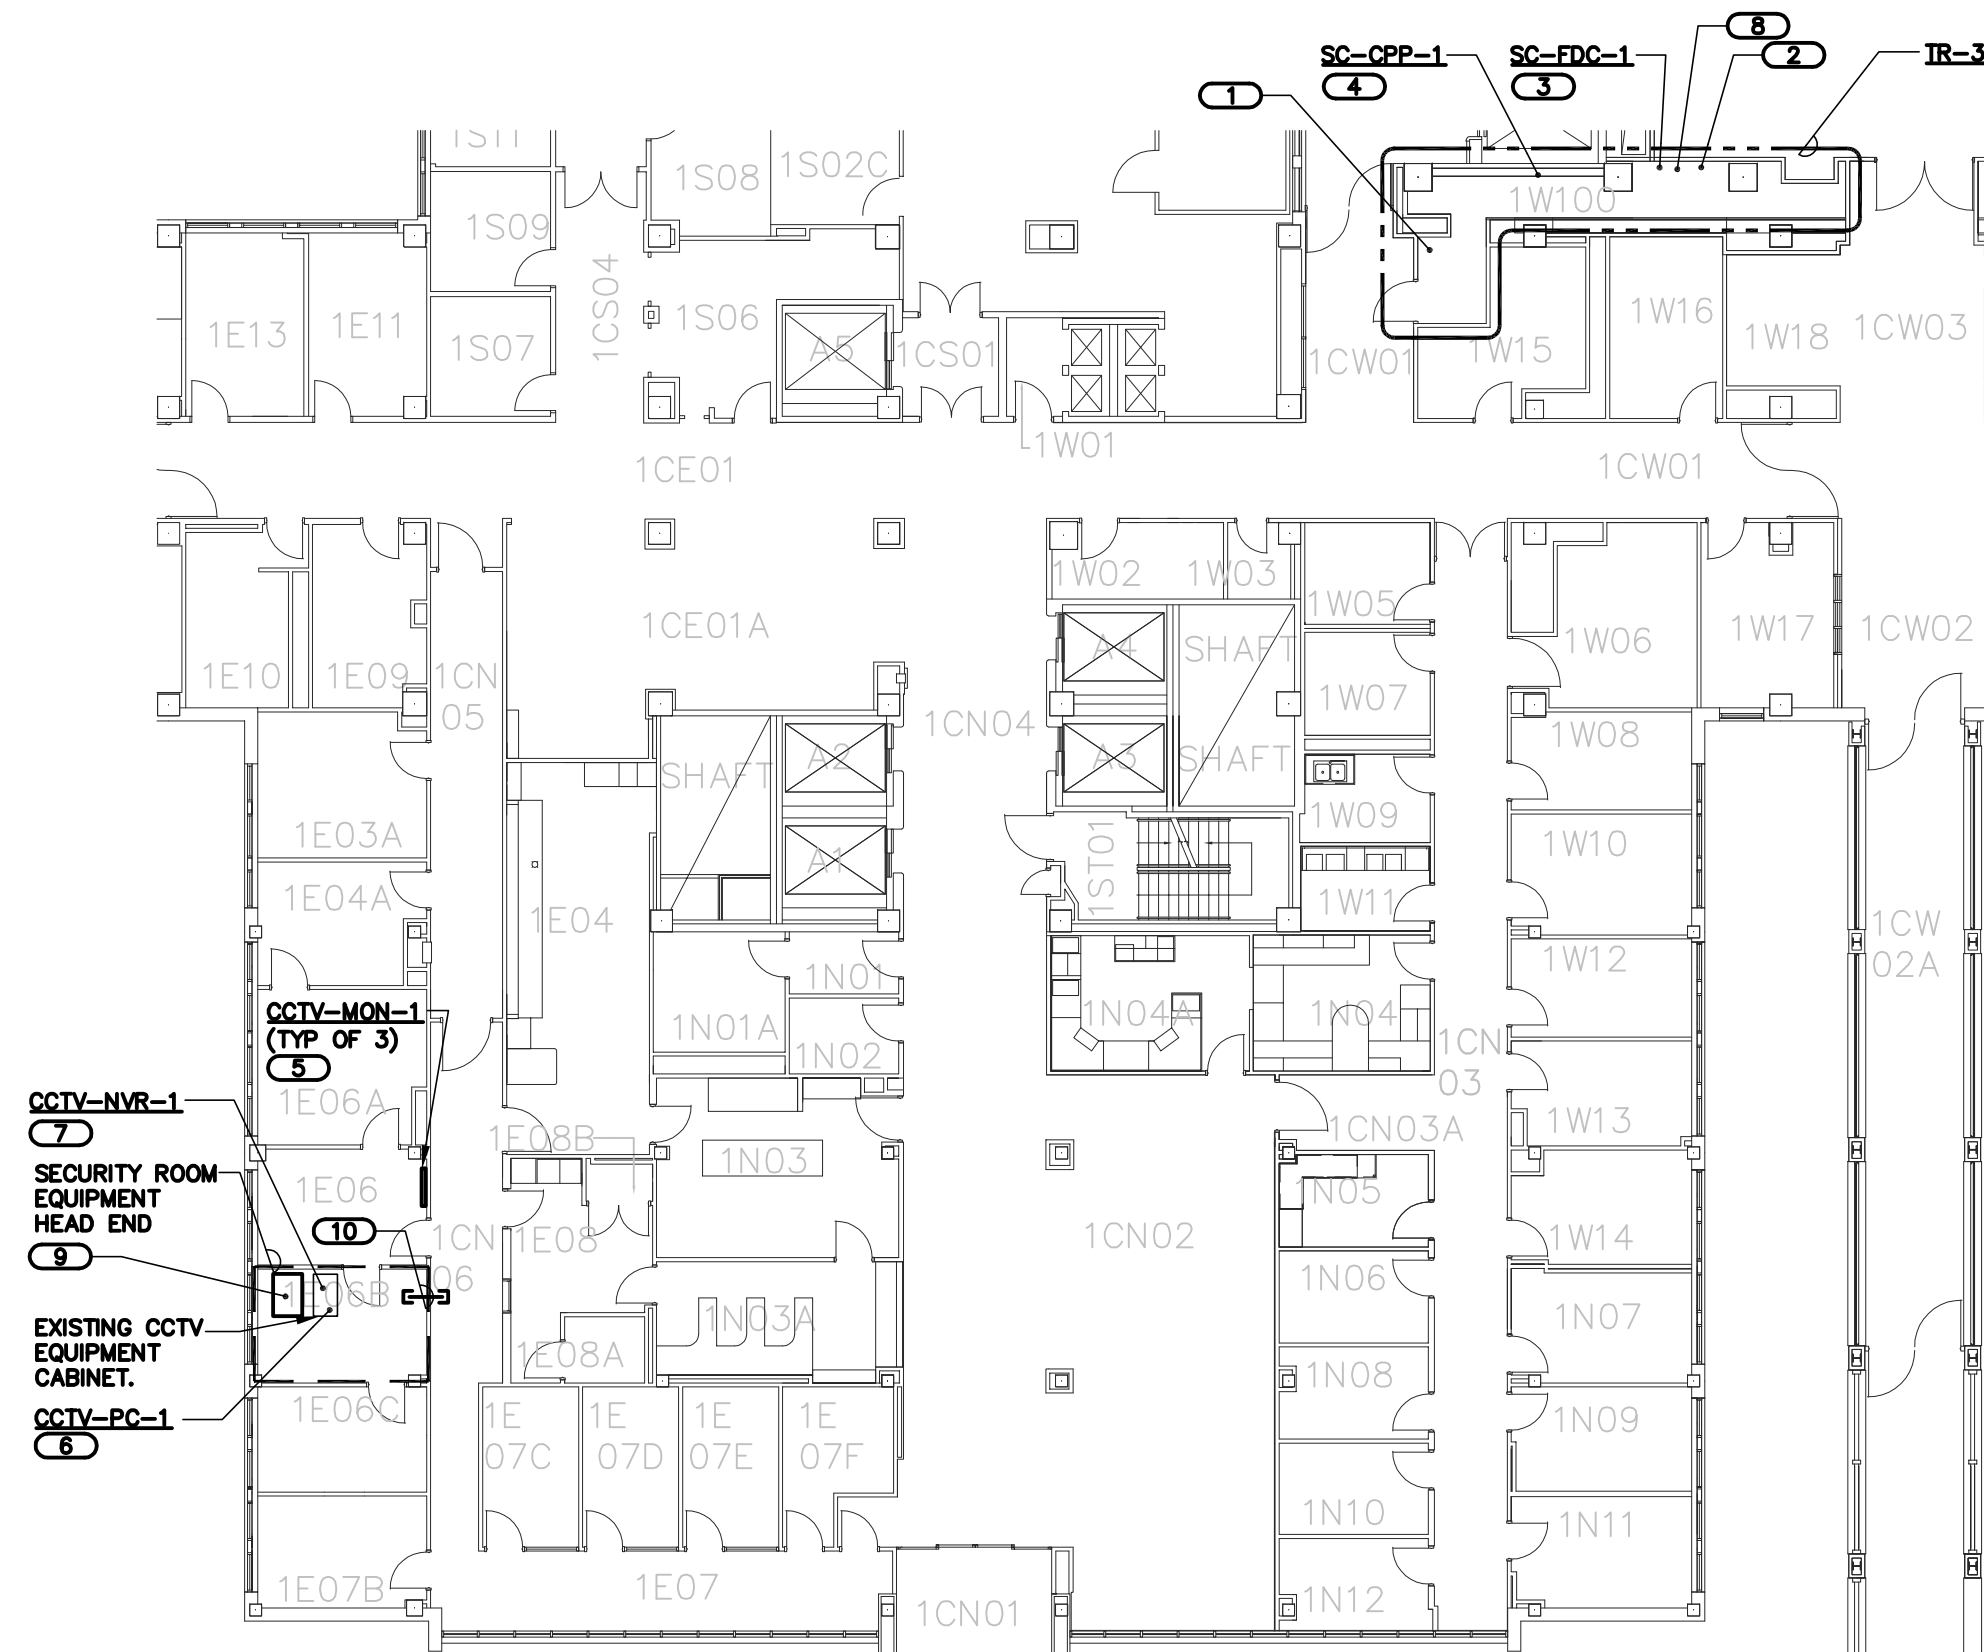 8
SC-CPP-1
SC-FDC-1
2
TR-3
1
4
3
1S11
1S08
1S02C
1S09
1W100
1CS04
1E13
1E11
1S07
1S06
A5
1CS01
1CW01
1W15
1W16
1W18
1CW03
1W01
1CE01
1CW01
1W02
1W03
1W05
1CE01A
1W06
1W17
1CW02
A4
SHAFT
1E10
1E09
1CN
05
1W07
1CN04
1W08
SHAFT
A2
A3
SHAFT
1E03A
1W09
1W10
A1
1ST01
1E04A
1E04
1W11
1CW
02A
1W12
1N01
CCTV-MON-1
(TYP OF 3)
5
1N01A
1N02
1N04A
1N04
1CN
03
1E06A
CCTV-NVR-1
7
1E08B
1CN03A
1W13
1N03
SECURITY ROOM
EQUIPMENT
HEAD END
9
1E06
10
1CN
06
1E08
1CN02
1N05
1W14
1E06B
1N06
EXISTING CCTV
EQUIPMENT
CABINET.
1N03A
1N07
1E08A
1N08
CCTV-PC-1
6
1E06C
1E
07C
1E
07D
1E
07E
1E
07F
1N09
1N10
1N11
1E07B
1E07
1CN01
1N12